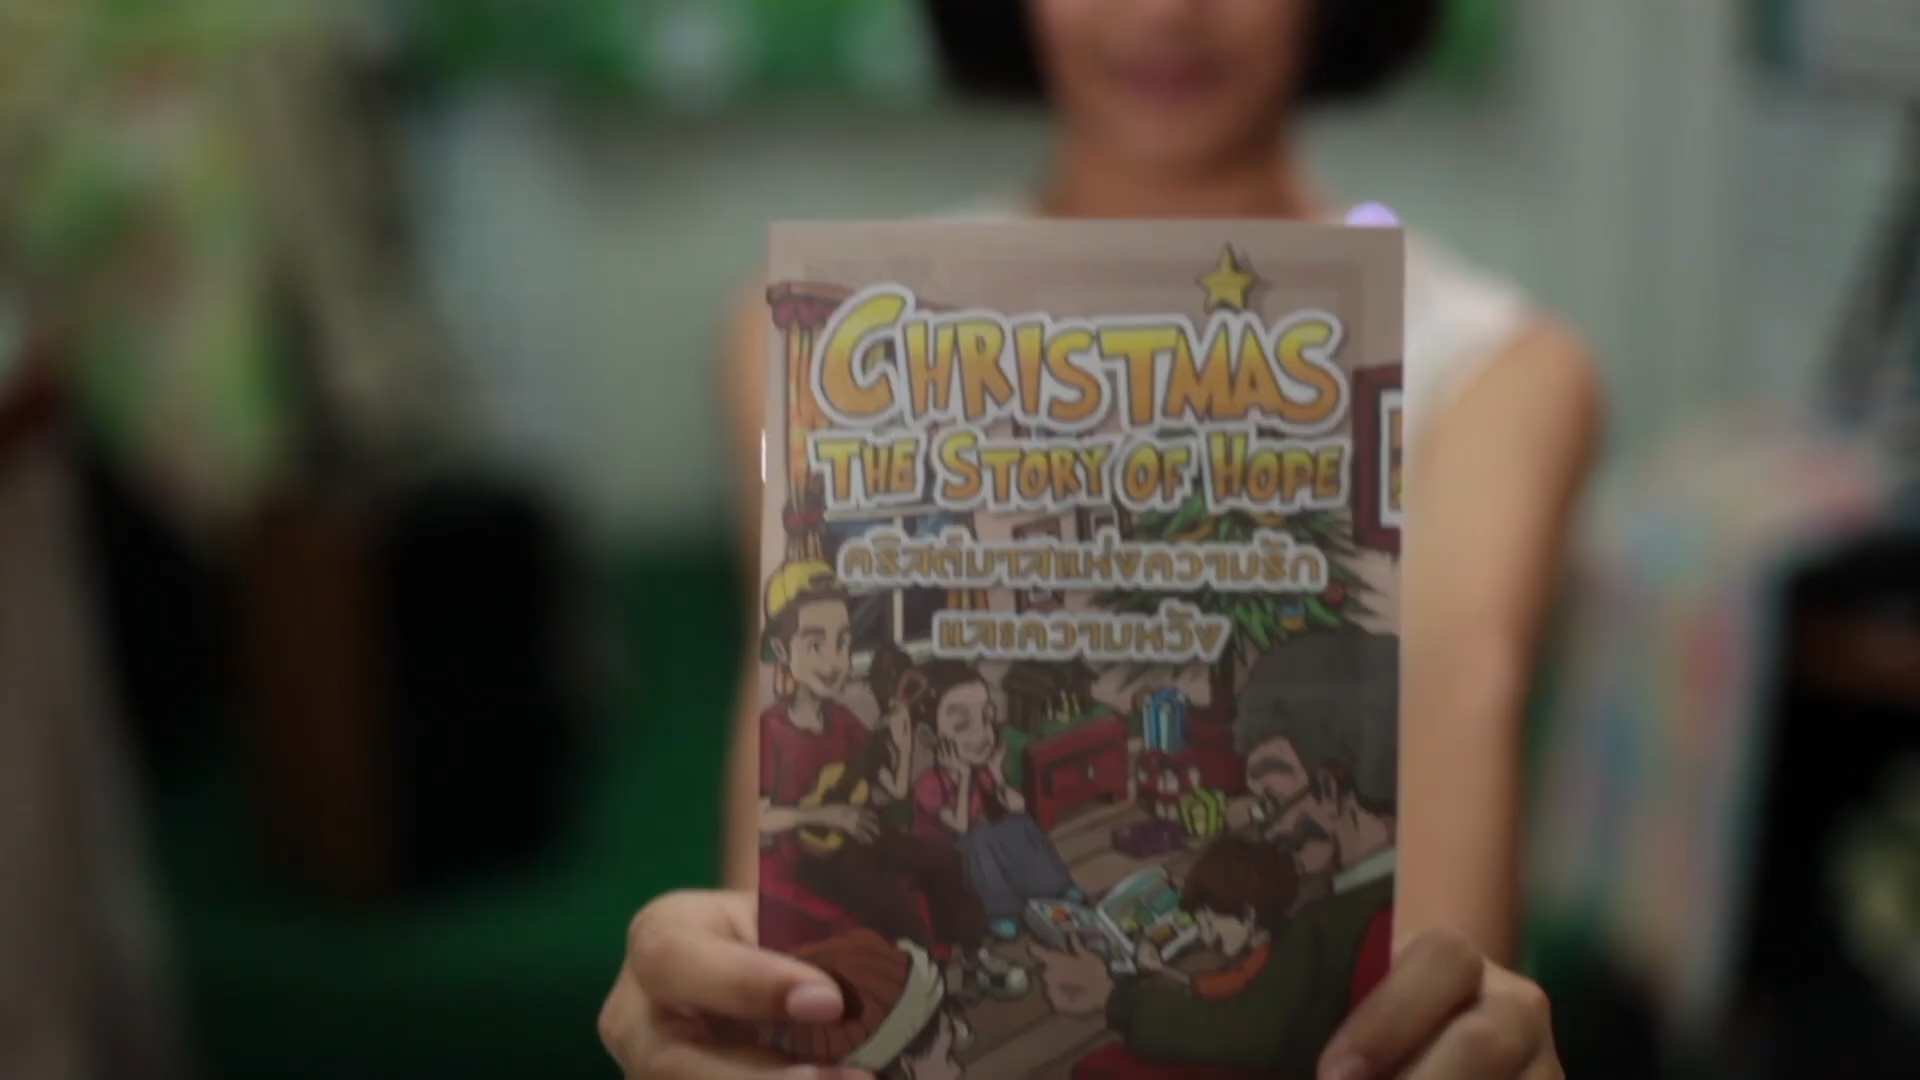 CHRISTMAS
THE STORY OF HOPE
คริสต์มาสแห่งความรัก
และความหวัง